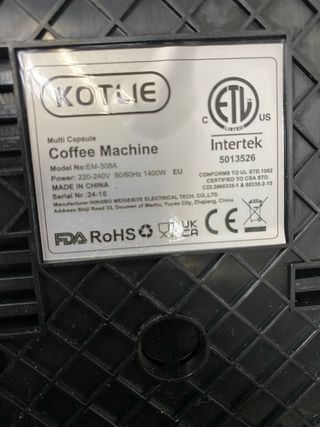 KOTLIE
Multi Capsule
Coffee Machine
Model No:EM-308A
Power: 220-240V 50/60Hz 1400W EU
MADE IN CHINA
Serial Nr :24-10
Manufacturer:NINGBO WEIGESITE ELECTRICAL TECH. CO.,LTD
Address:Shiji Road 33, Doumen of Mazhu, Yuyao City, Zhejiang, China
FDA RoHS UK CA
C ETL US
LISTED
Intertek
5013526
CONFORMS TO UL STD.1082
CERTIFIED TO CSA STD.
C22.2#60335-1 & 60335-2-15